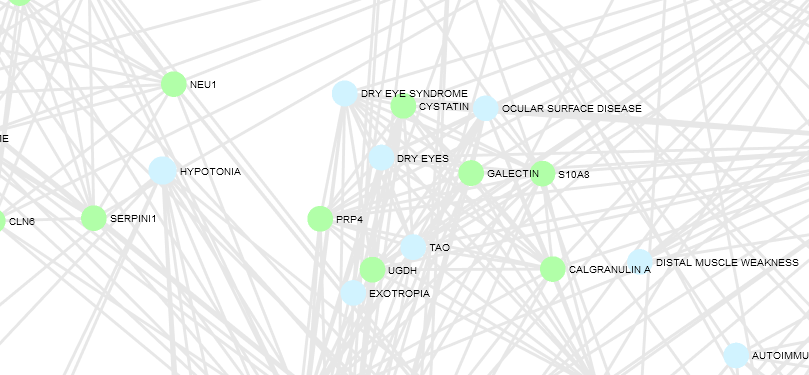 NEU1
DRY EYE SYNDROME
CYSTATIN
OCULAR SURFACE DISEASE
ME
DRY EYES
HYPOTONIA
GALECTIN
S10A8
CLN6
SERPINI1
PRP4
TAO
UGDH
CALGRANULIN A
DISTAL MUSCLE WEAKNESS
EXOTROPIA
AUTOIMMU